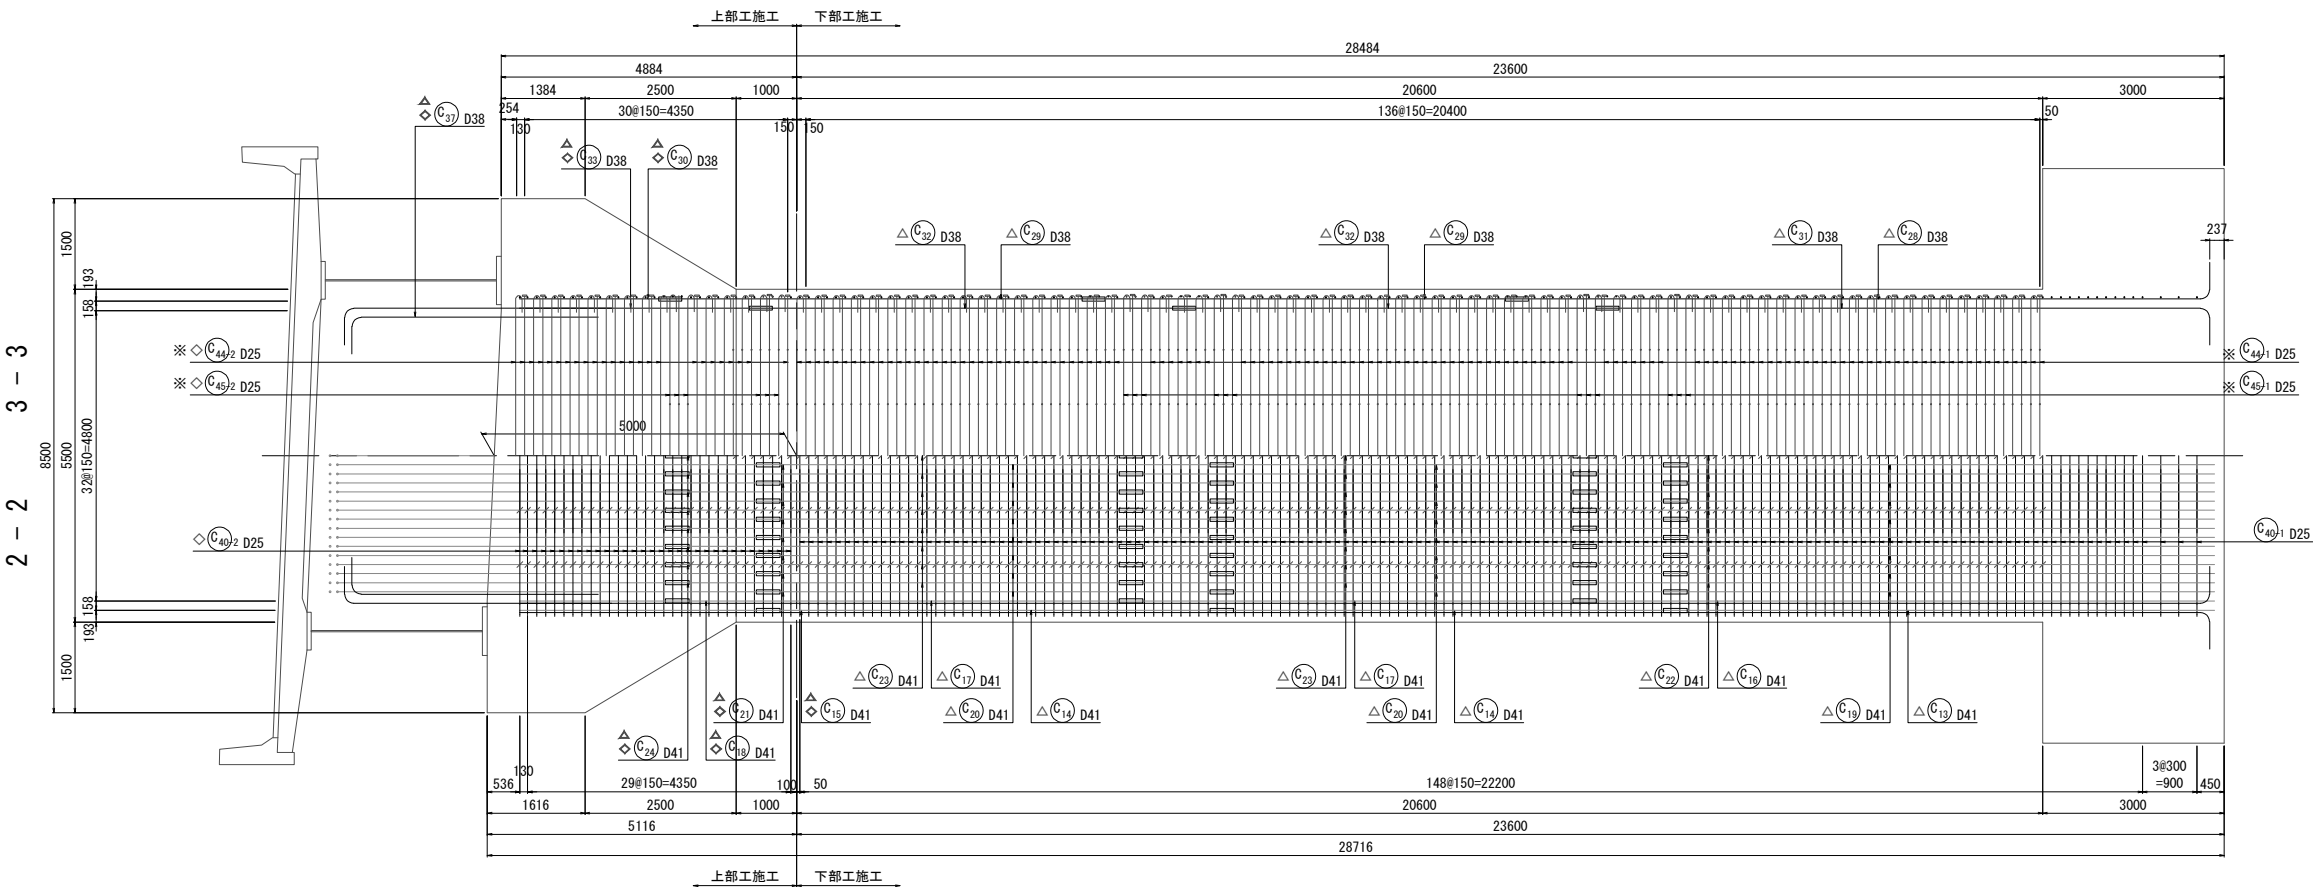 上部工施工 下部工施工
28484
4884 23600
1384 2500 1000 20600 3000
254 30@150=4350 136@150=20400 50
130 150 150
△
◇ C37 D38
△ △
◇ C33 D38 ◇ C30 D38
△ C32 D38 △ C29 D38 △ C32 D38 △ C29 D38 △ C31 D38 △ C28 D38
237
1500
193
158
※ ◇ C44-2 D25 ※ C44-1 D25
※ ◇ C45-2 D25 ※ C45-1 D25
3 - 3
5000
8500
5500
32@150=4800
2 - 2
◇ C40-2 D25 C40-1 D25
158
193
1500
△ C23 D41 △ C17 D41 △ C23 D41 △ C17 D41 △ C22 D41 △ C16 D41
△ △
◇ C21 D41 ◇ C15 D41 △ C20 D41 △ C14 D41 △ C20 D41 △ C14 D41 △ C19 D41 △ C13 D41
△ △
◇ C24 D41 ◇ C18 D41
130 3@300
536 29@150=4350 100 50 148@150=22200 =900 450
1616 2500 1000 20600 3000
5116 23600
28716
上部工施工 下部工施工